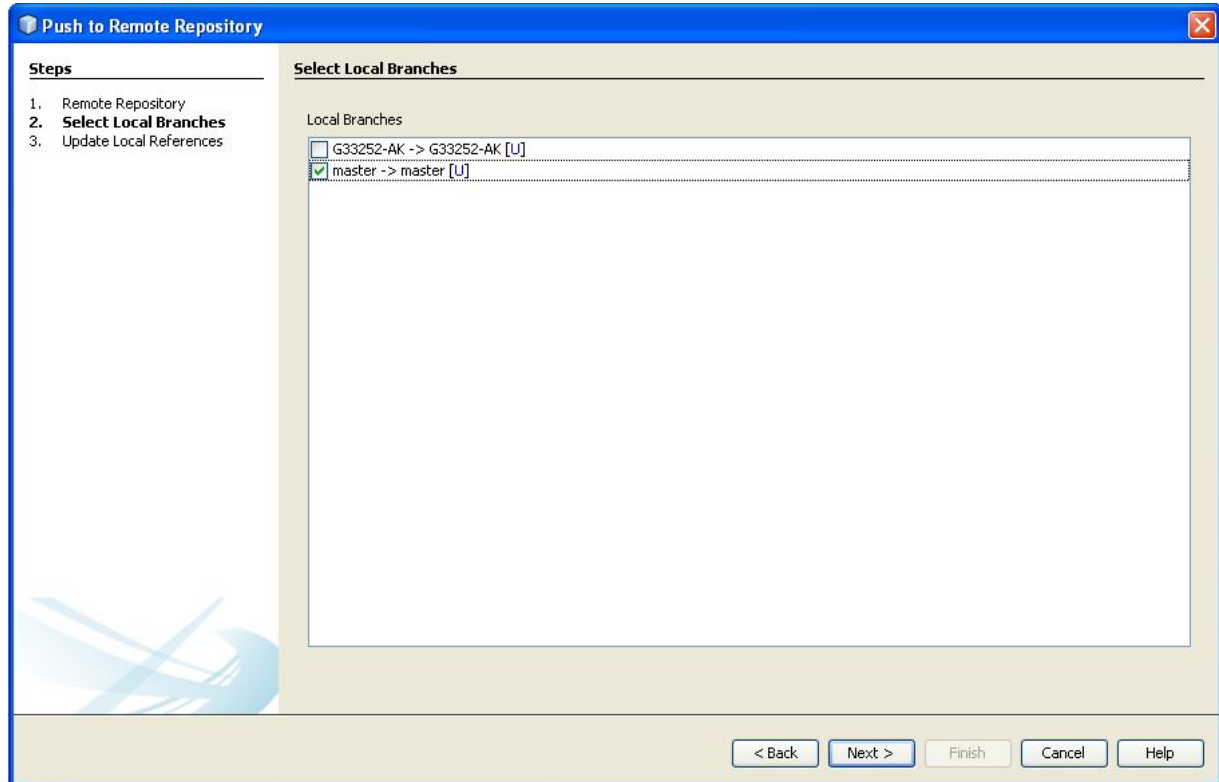 Push to Remote Repository
Steps
1. Remote Repository
2. Select Local Branches
3. Update Local References
Select Local Branches
Local Branches
G33252-AK -> G33252-AK [U]
master -> master [U]
< Back Next > Finish Cancel Help